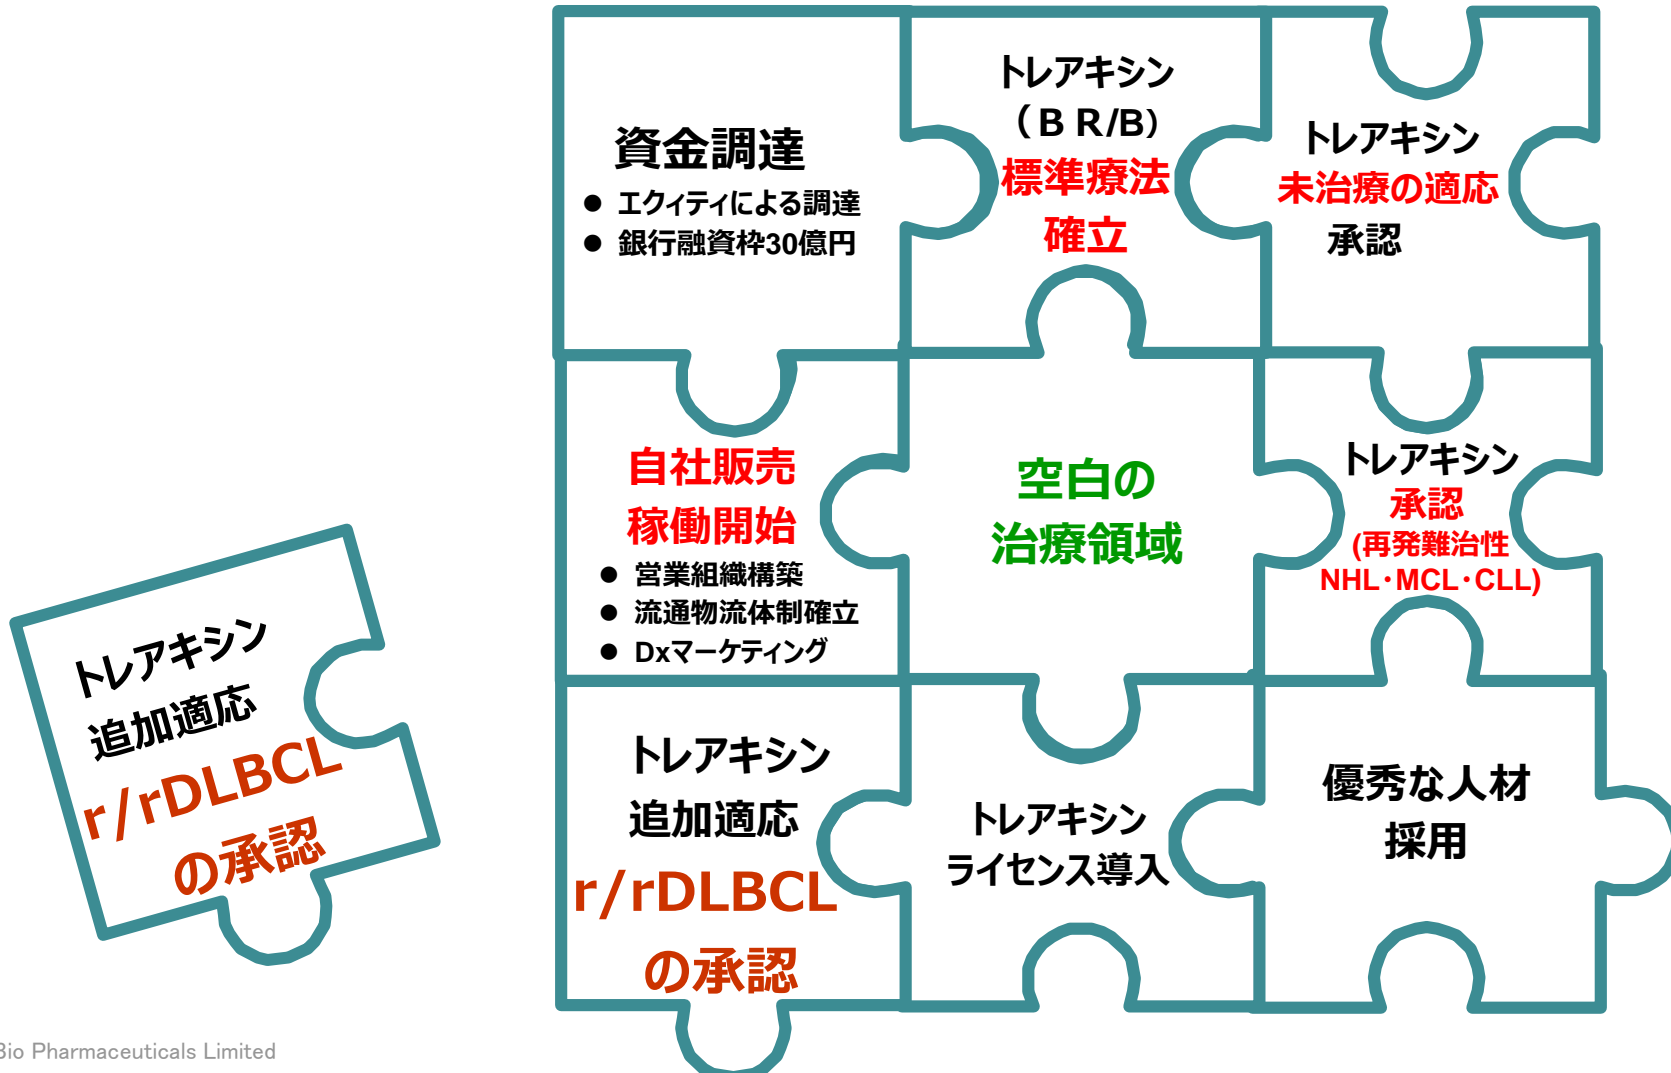 資金調達
● エクィティによる調達
● 銀行融資枠30億円
トレアキシン
（B R/B）
標準療法
確立
トレアキシン
未治療の適応
承認
自社販売
稼働開始
● 営業組織構築
● 流通物流体制確立
● Dxマーケティング
空白の
治療領域
トレアキシン
承認
(再発難治性
NHL・MCL・CLL)
トレアキシン
追加適応
r/rDLBCL
の承認
トレアキシン
追加適応
r/rDLBCL
の承認
トレアキシン
ライセンス導入
優秀な人材
採用
Bio Pharmaceuticals Limited